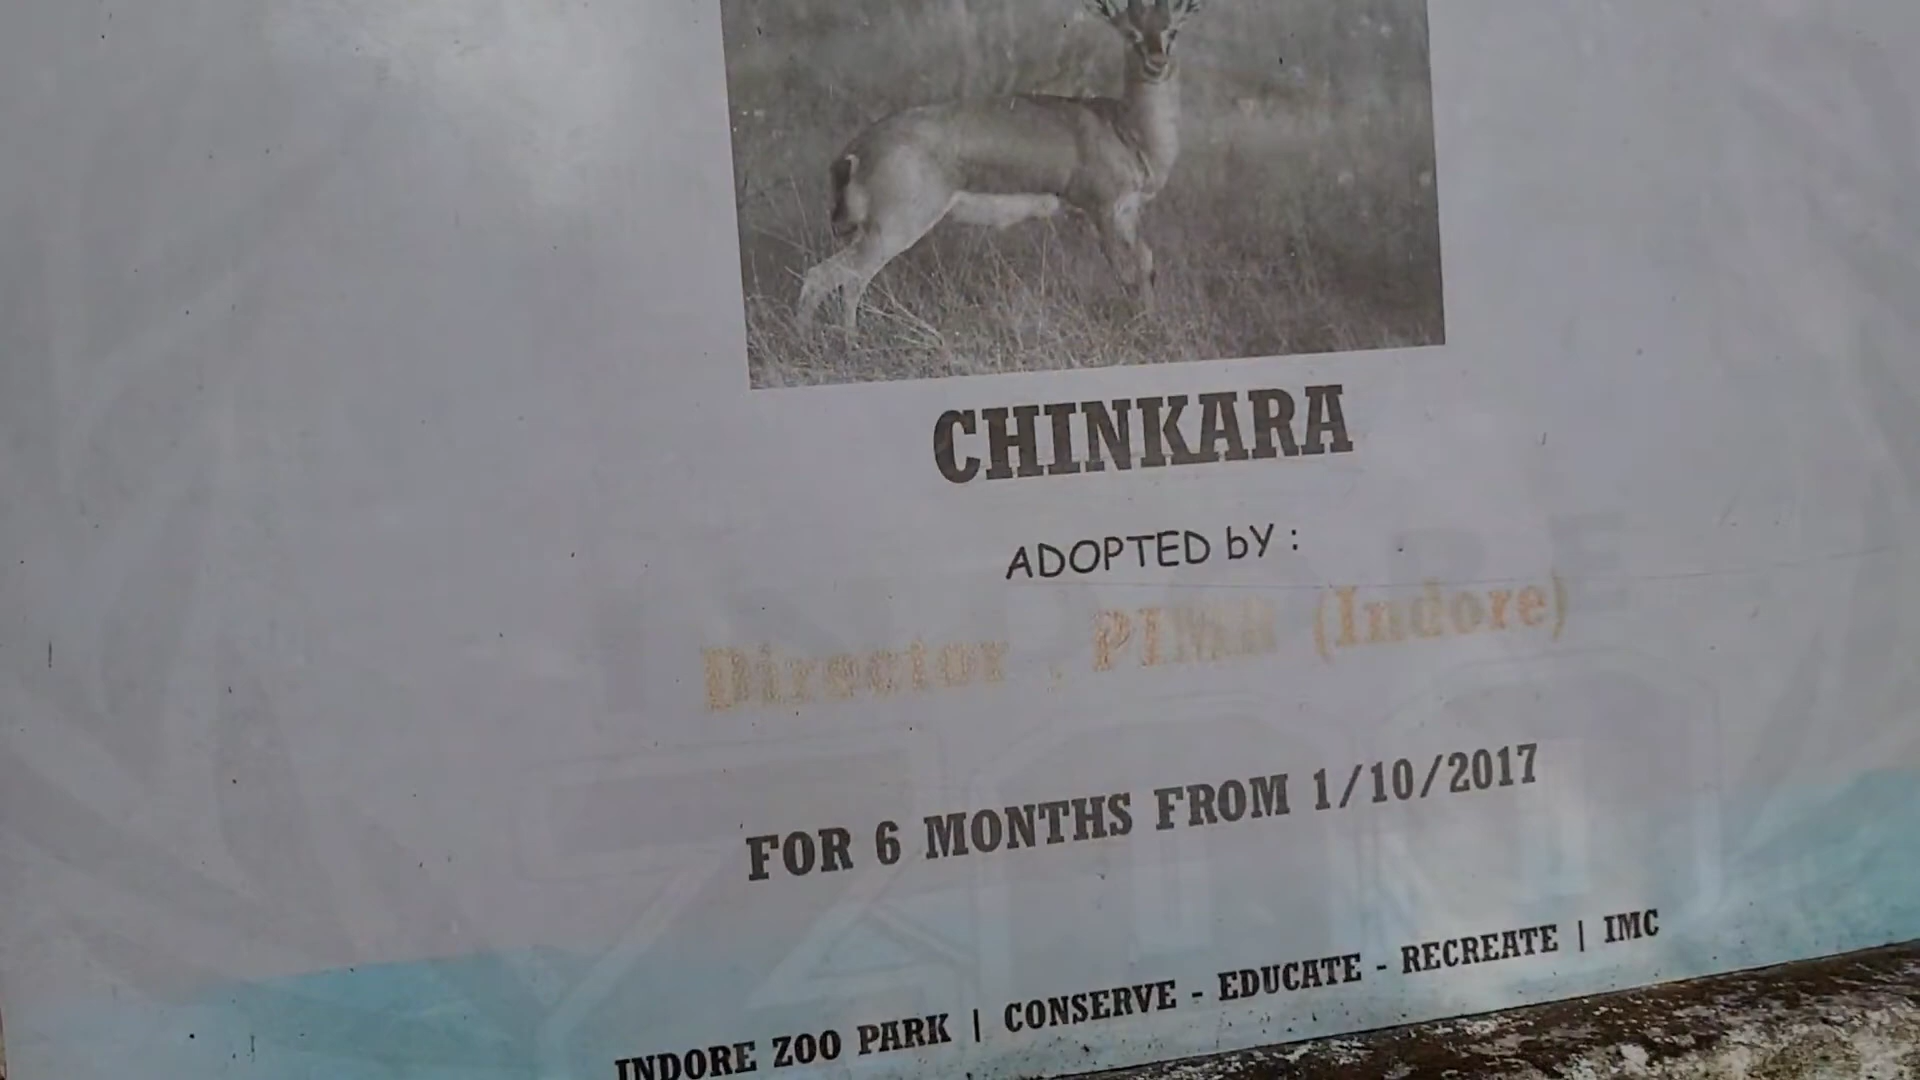 CHINKARA
ADOPTED bY :
Director , PIMR (Indore)
FOR 6 MONTHS FROM 1/10/2017
INDORE ZOO PARK | CONSERVE - EDUCATE - RECREATE | IMC